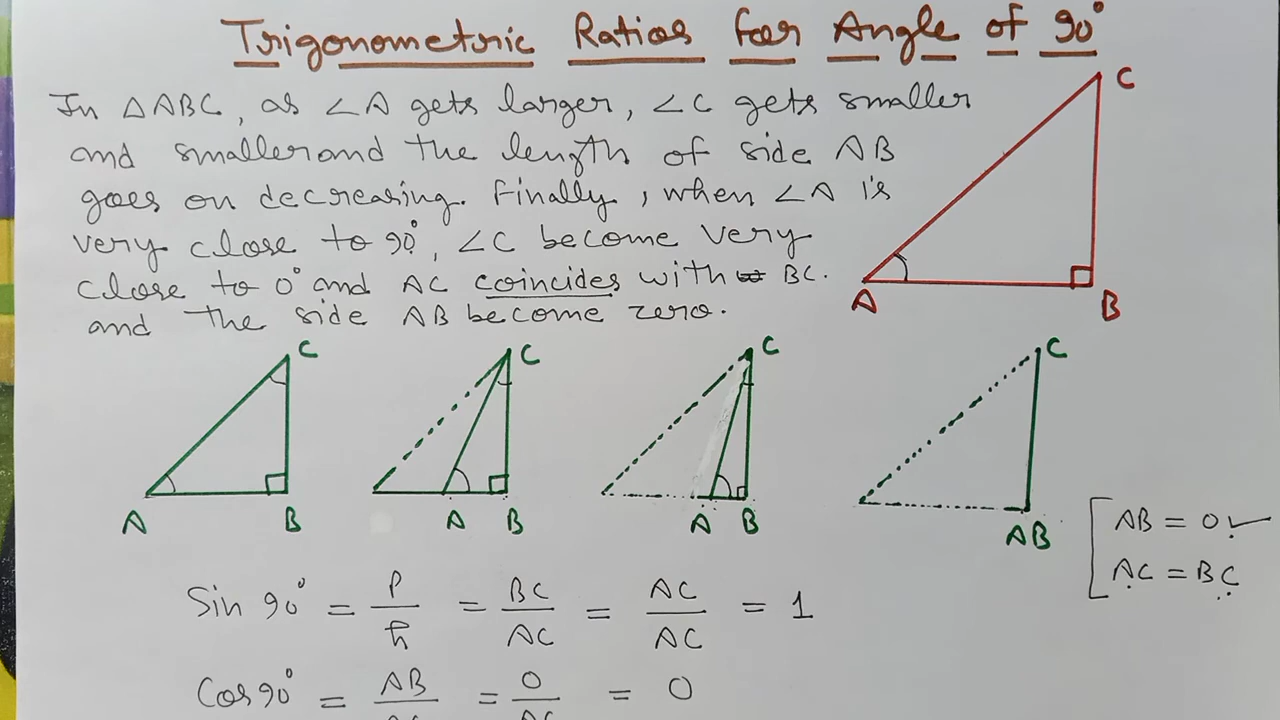 Trigonometric Ratios for Angle of 90°
In △ABC, as ∠A gets larger, ∠C gets smaller
and smaller and the length of side AB
goes on decreasing. Finally, when ∠A is
very close to 90°, ∠C become very
close to 0° and AC coincides with BC.
and the side AB become zero.
C
A
B
C
A
B
C
A B
C
A B
C
AB
AB = 0 ✓
AC = BC
Sin 90° = P/h = BC/AC = AC/AC = 1
Cos 90° = AB/AC = 0/AC = 0